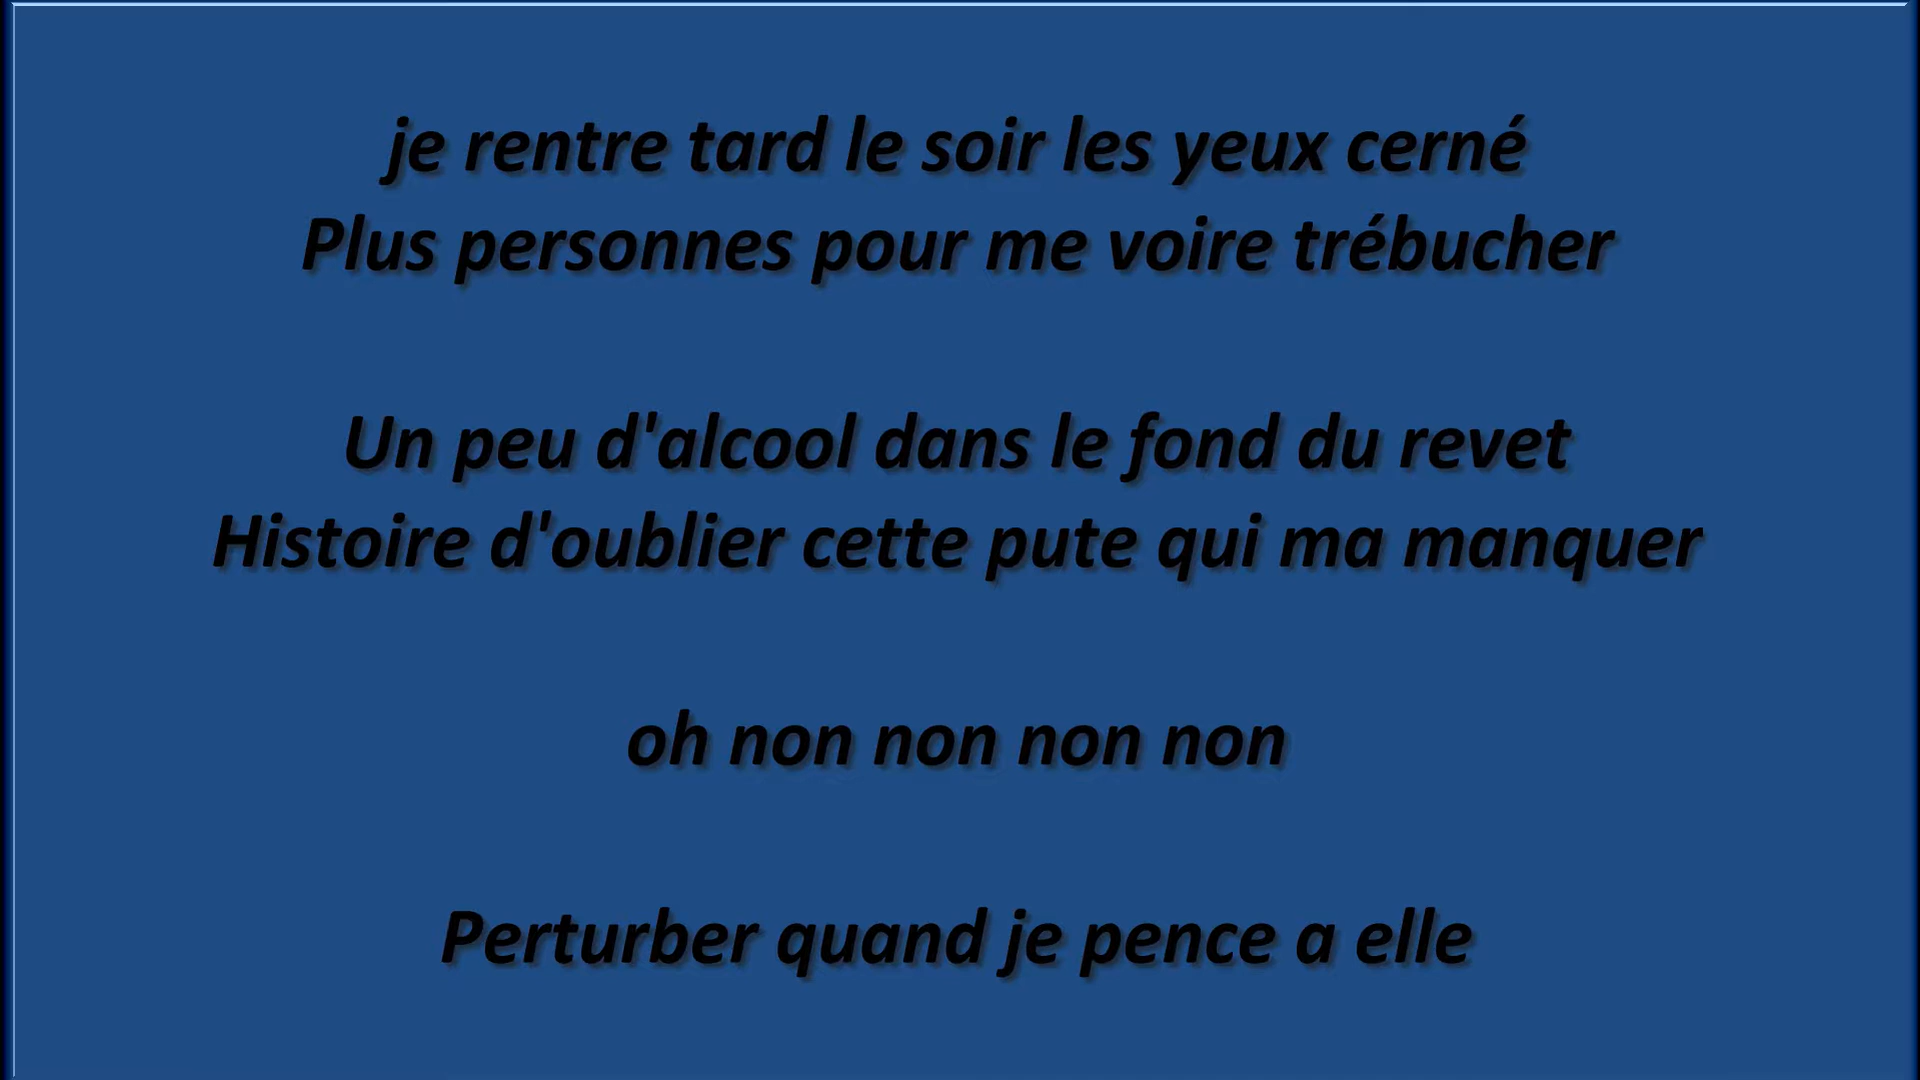 je rentre tard le soir les yeux cerné
Plus personnes pour me voire trébucher
Un peu d'alcool dans le fond du revet
Histoire d'oublier cette pute qui ma manquer
oh non non non non
Perturber quand je pence a elle